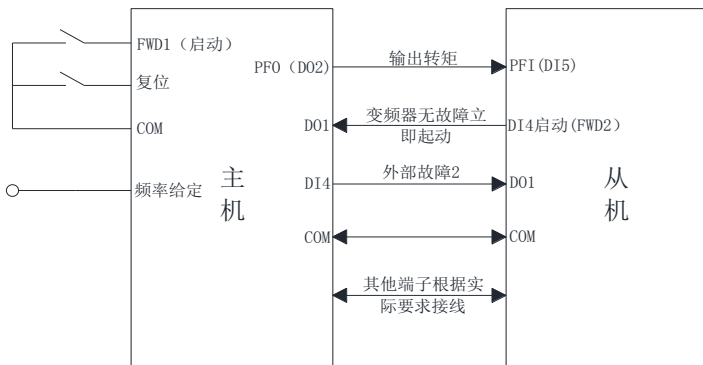 FWD1（启动）
复位
COM
频率给定
主机
PFO（DO2）
DO1
DI4
COM
输出转矩
变频器无故障立
即起动
外部故障2
其他端子根据实
际要求接线
PFI(DI5)
DI4启动(FWD2)
DO1
COM
从机